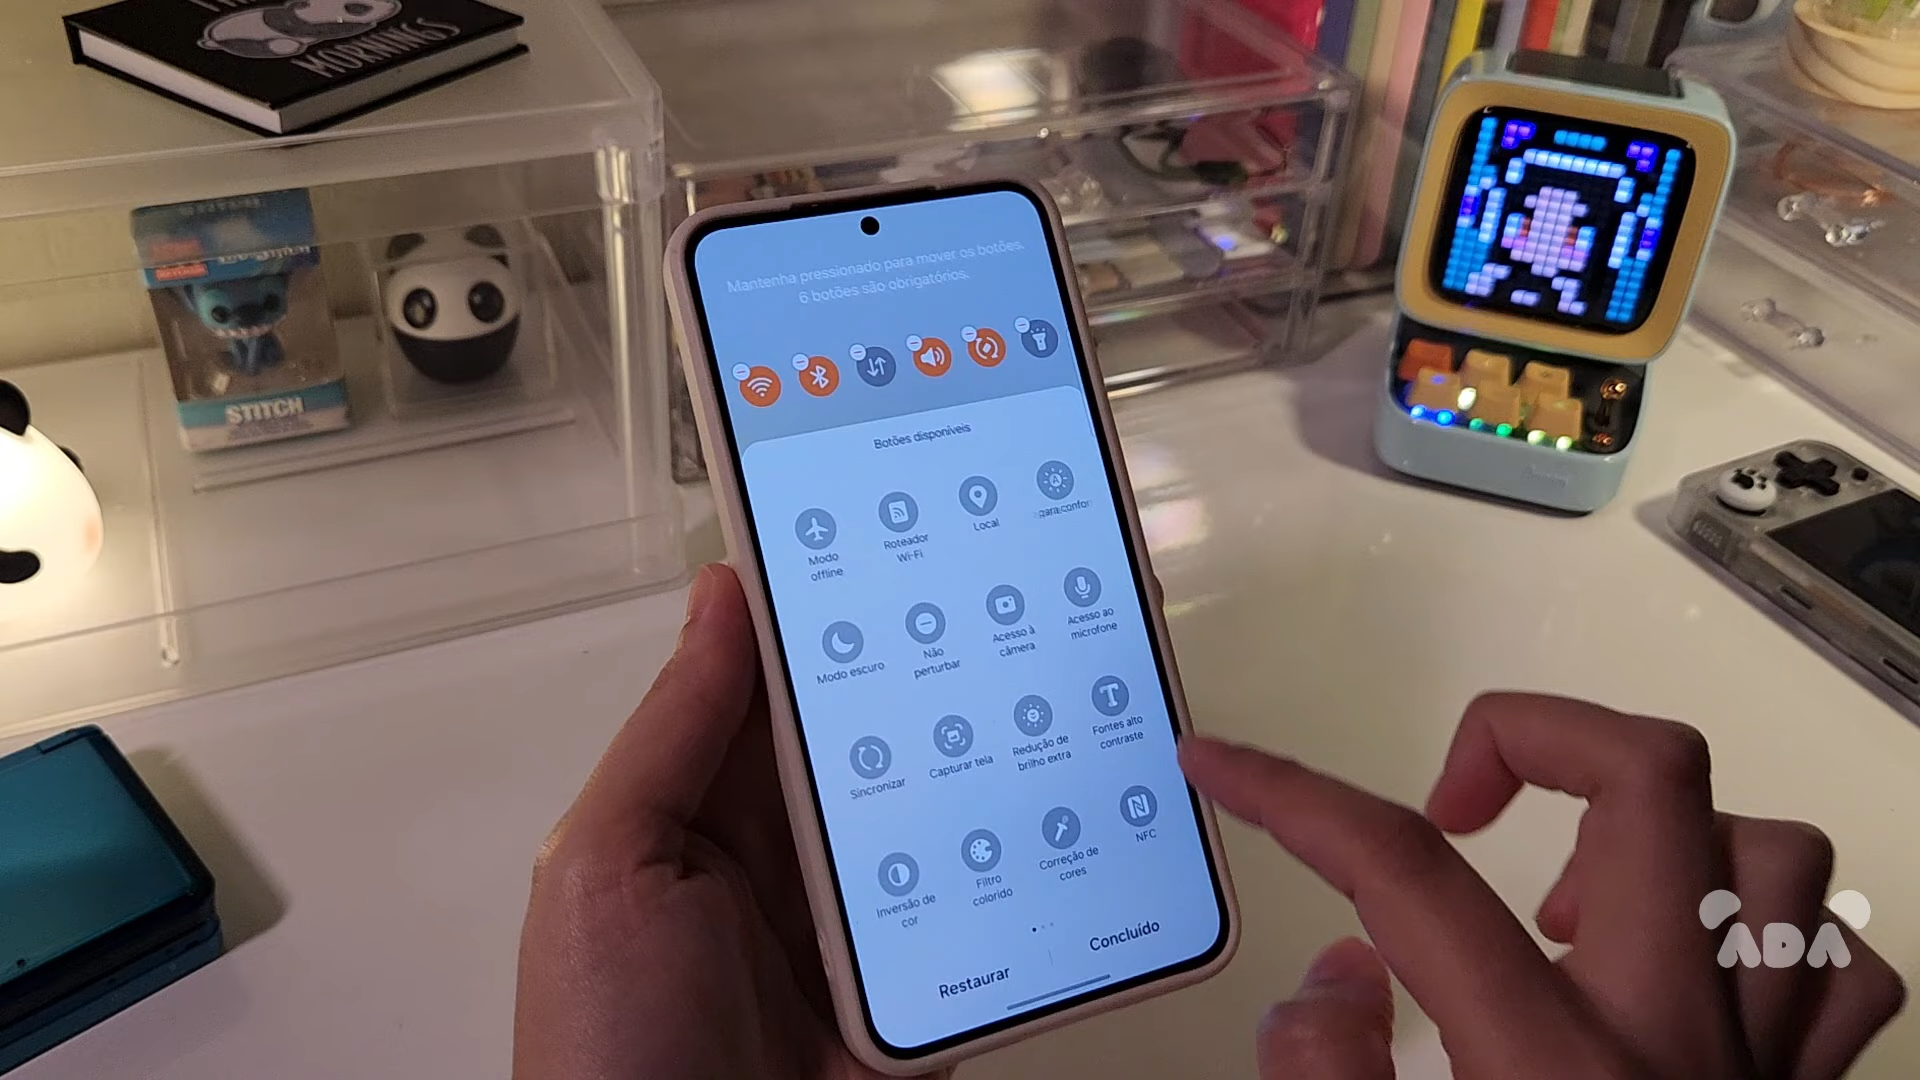 MORNINGS
STITCH
Mantenha pressionado para mover os botões.
6 botões são obrigatórios.
Botões disponíveis
Modo
offline
Roteador
Wi-Fi
Local
para confor
Modo escuro
Não
perturbar
Acesso à
câmera
Acesso ao
microfone
Sincronizar
Capturar tela
Redução de
brilho extra
Fontes alto
contraste
Inversão de
cor
Filtro
colorido
Correção de
cores
NFC
Restaurar
Concluído
ADA